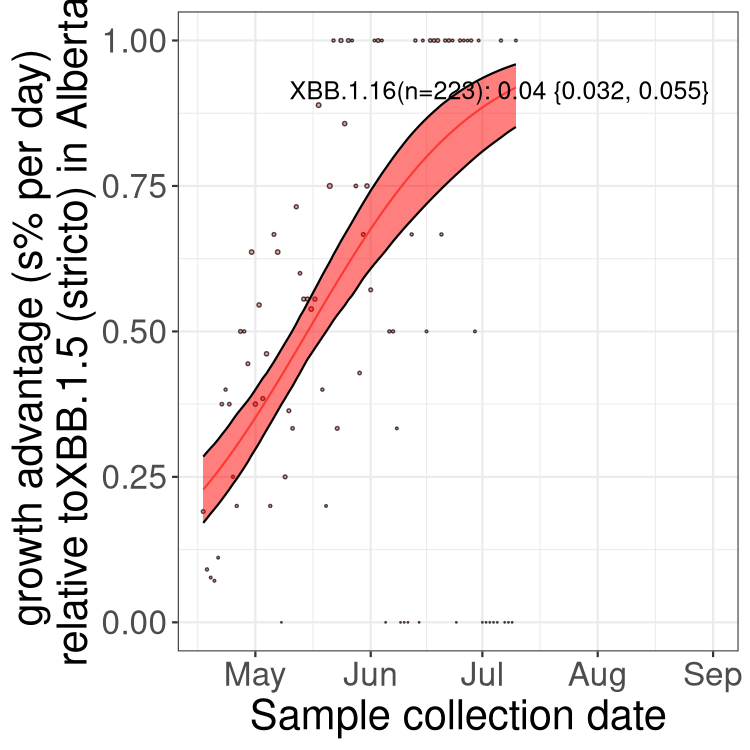 growth advantage (s% per day)
relative toXBB.1.5 (stricto) in Alberta
1.00
0.75
0.50
0.25
0.00
XBB.1.16(n=223): 0.04 {0.032, 0.055}
May Jun Jul Aug Sep
Sample collection date